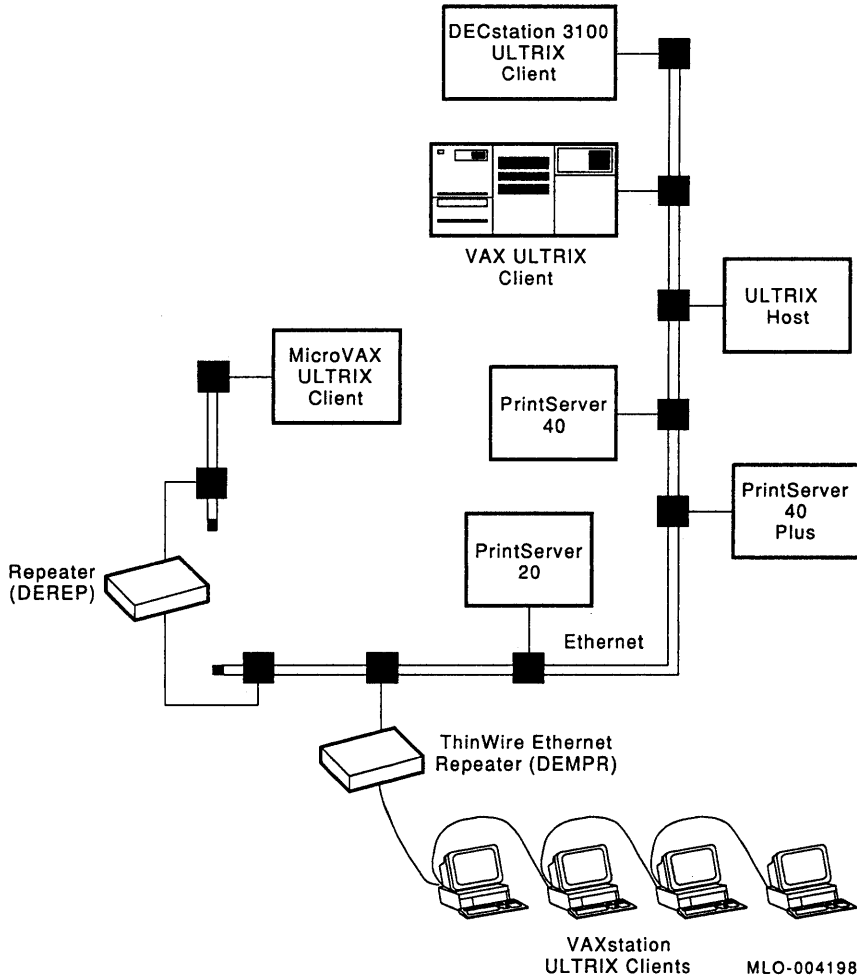 DECstation 3100
ULTRIX
Client
VAX ULTRIX
Client
ULTRIX
Host
MicroVAX
ULTRIX
Client
PrintServer
40
PrintServer
40
Plus
PrintServer
20
Repeater
(DEREP)
Ethernet
ThinWire Ethernet
Repeater (DEMPR)
VAXstation
ULTRIX Clients
MLO-004198